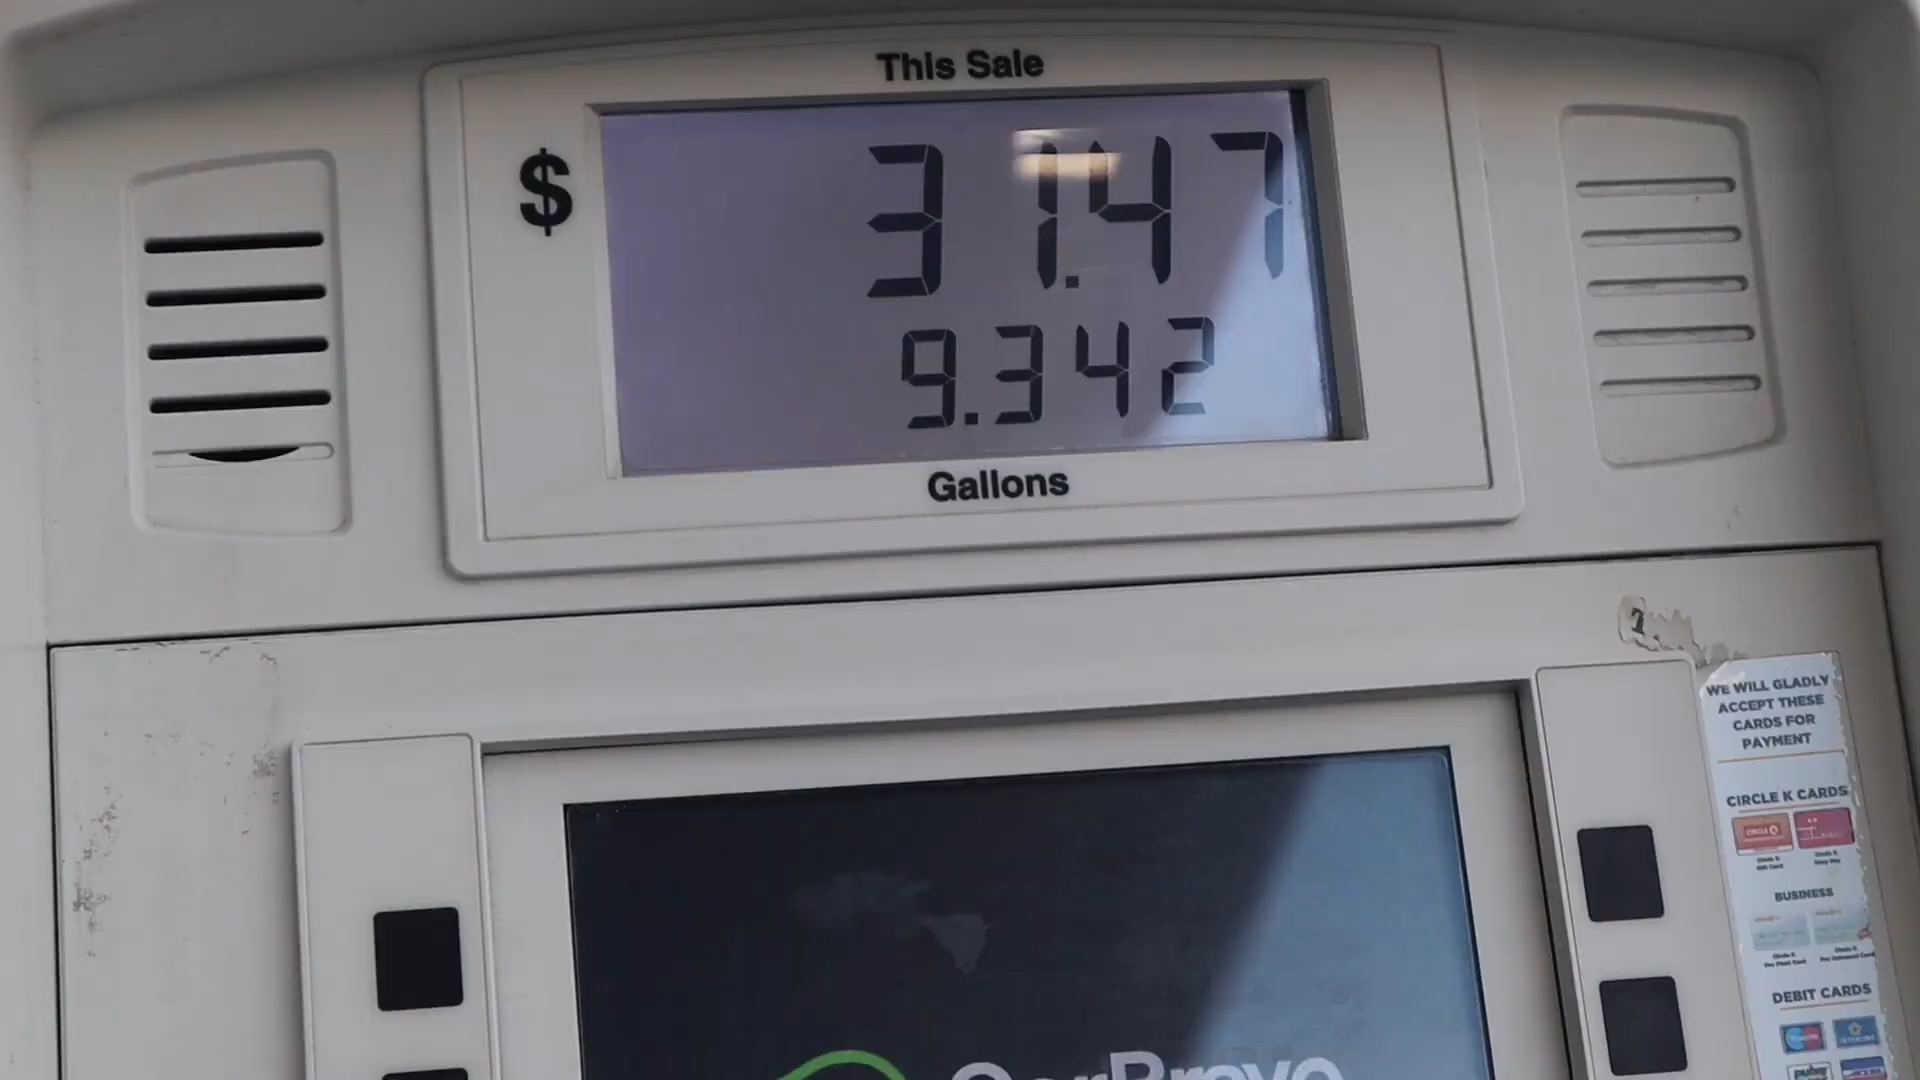 This Sale
$ 31.47
9.342
Gallons
WE WILL GLADLY
ACCEPT THESE
CARDS FOR
PAYMENT
CIRCLE K CARDS
BUSINESS
DEBIT CARDS
CarBravo